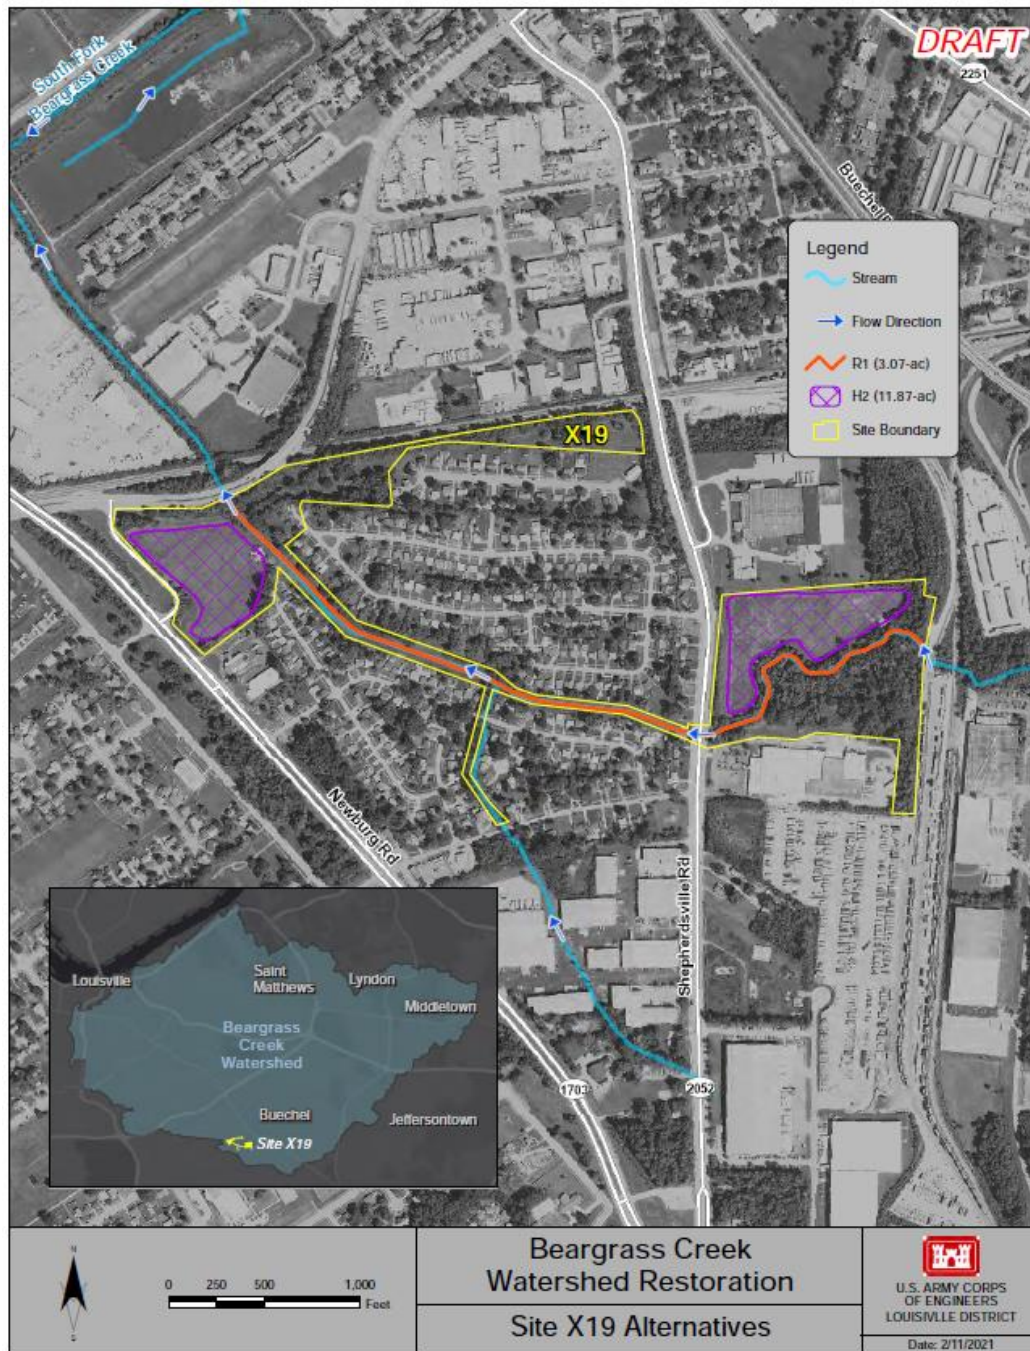 DRAFT
South Fork
Beargrass Creek
2251
Buechel
Legend
Stream
Flow Direction
R1 (3.07-ac)
H2 (11.87-ac)
Site Boundary
X19
Newburg Rd
Shepherdsville Rd
1703
2052
Louisville
Saint
Matthews
Lyndon
Middletown
Beargrass
Creek
Watershed
Buechel
Jeffersontown
Site X19
N
S
0 250 500 1,000
Feet
Beargrass Creek
Watershed Restoration
Site X19 Alternatives
U.S. ARMY CORPS
OF ENGINEERS
LOUISIVLLE DISTRICT
Date: 2/11/2021